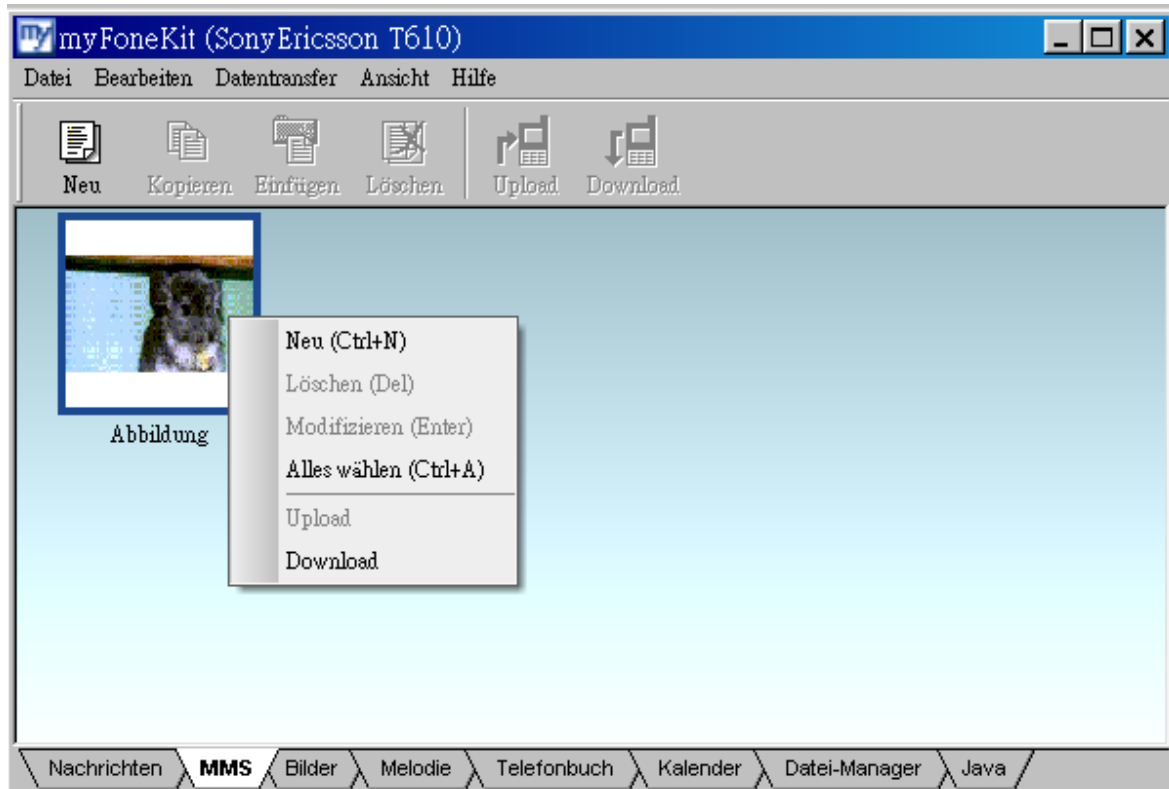 my myFoneKit (SonyEricsson T610)
Datei Bearbeiten Datentransfer Ansicht Hilfe
Neu Kopieren Einfügen Löschen Upload Download
Abbildung
Neu (Ctrl+N)
Löschen (Del)
Modifizieren (Enter)
Alles wählen (Ctrl+A)
Upload
Download
Nachrichten MMS Bilder Melodie Telefonbuch Kalender Datei-Manager Java